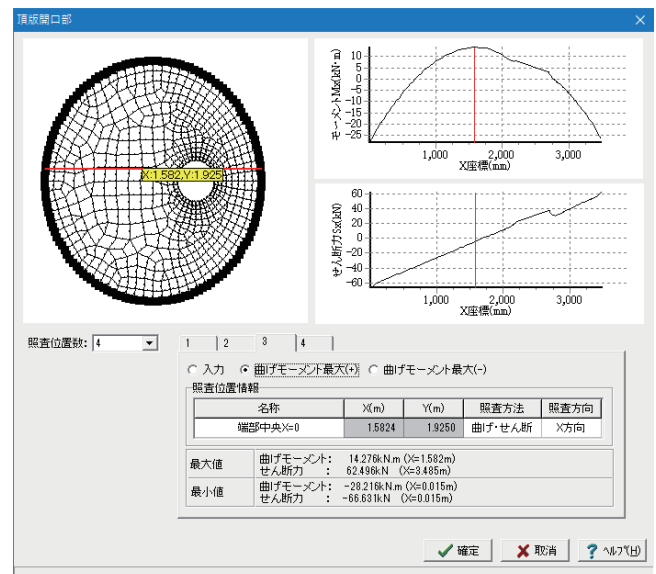 頂版開口部
X:1.582,Y:1.925
モーメントMx(kN・m)
10
5
0
-5
-10
-15
-20
-25
1,000 2,000 3,000
X座標(mm)
せん断力Sx(kN)
60
40
20
0
-20
-40
-60
1,000 2,000 3,000
X座標(mm)
照査位置数: 4
1 2 3 4
入力 曲げモーメント最大(+) 曲げモーメント最大(-)
照査位置情報
名称 X(m) Y(m) 照査方法 照査方向
端部中央X=0 1.5824 1.9250 曲げ・せん断 X方向
最大値
曲げモーメント: 14.276kN.m (X=1.582m)
せん断力 : 62.496kN (X=3.485m)
最小値
曲げモーメント: -28.216kN.m (X=0.015m)
せん断力 : -66.631kN (X=0.015m)
確定 取消 ? ヘルプ(H)